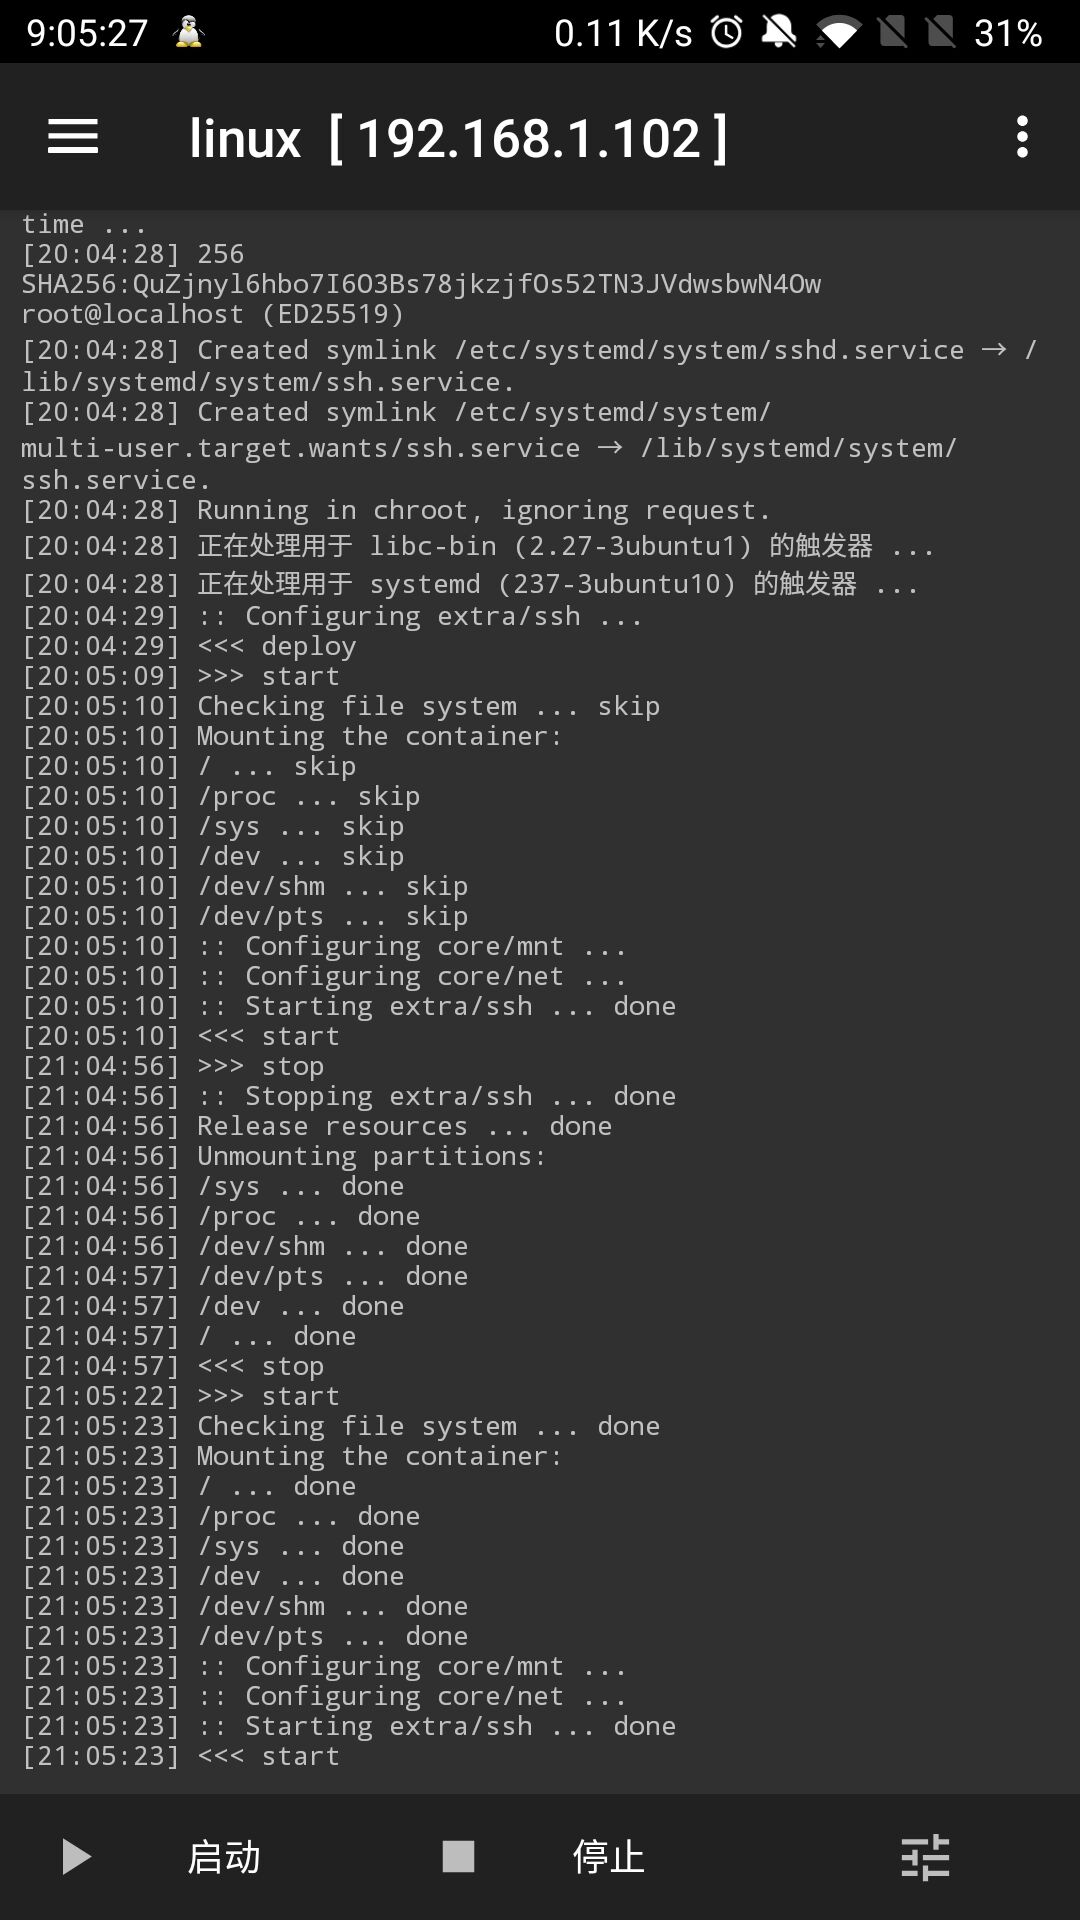 9:05:27 0.11 K/s 31%
linux [ 192.168.1.102 ]
time ...
[20:04:28] 256
SHA256:QuZjnyl6hbo7I6O3Bs78jkzjfOs52TN3JVdwsbwN4Ow
root@localhost (ED25519)
[20:04:28] Created symlink /etc/systemd/system/sshd.service → /
lib/systemd/system/ssh.service.
[20:04:28] Created symlink /etc/systemd/system/
multi-user.target.wants/ssh.service → /lib/systemd/system/
ssh.service.
[20:04:28] Running in chroot, ignoring request.
[20:04:28] 正在处理用于 libc-bin (2.27-3ubuntu1) 的触发器 ...
[20:04:28] 正在处理用于 systemd (237-3ubuntu10) 的触发器 ...
[20:04:29] :: Configuring extra/ssh ...
[20:04:29] <<< deploy
[20:05:09] >>> start
[20:05:10] Checking file system ... skip
[20:05:10] Mounting the container:
[20:05:10] / ... skip
[20:05:10] /proc ... skip
[20:05:10] /sys ... skip
[20:05:10] /dev ... skip
[20:05:10] /dev/shm ... skip
[20:05:10] /dev/pts ... skip
[20:05:10] :: Configuring core/mnt ...
[20:05:10] :: Configuring core/net ...
[20:05:10] :: Starting extra/ssh ... done
[20:05:10] <<< start
[21:04:56] >>> stop
[21:04:56] :: Stopping extra/ssh ... done
[21:04:56] Release resources ... done
[21:04:56] Unmounting partitions:
[21:04:56] /sys ... done
[21:04:56] /proc ... done
[21:04:56] /dev/shm ... done
[21:04:57] /dev/pts ... done
[21:04:57] /dev ... done
[21:04:57] / ... done
[21:04:57] <<< stop
[21:05:22] >>> start
[21:05:23] Checking file system ... done
[21:05:23] Mounting the container:
[21:05:23] / ... done
[21:05:23] /proc ... done
[21:05:23] /sys ... done
[21:05:23] /dev ... done
[21:05:23] /dev/shm ... done
[21:05:23] /dev/pts ... done
[21:05:23] :: Configuring core/mnt ...
[21:05:23] :: Configuring core/net ...
[21:05:23] :: Starting extra/ssh ... done
[21:05:23] <<< start
启动 停止